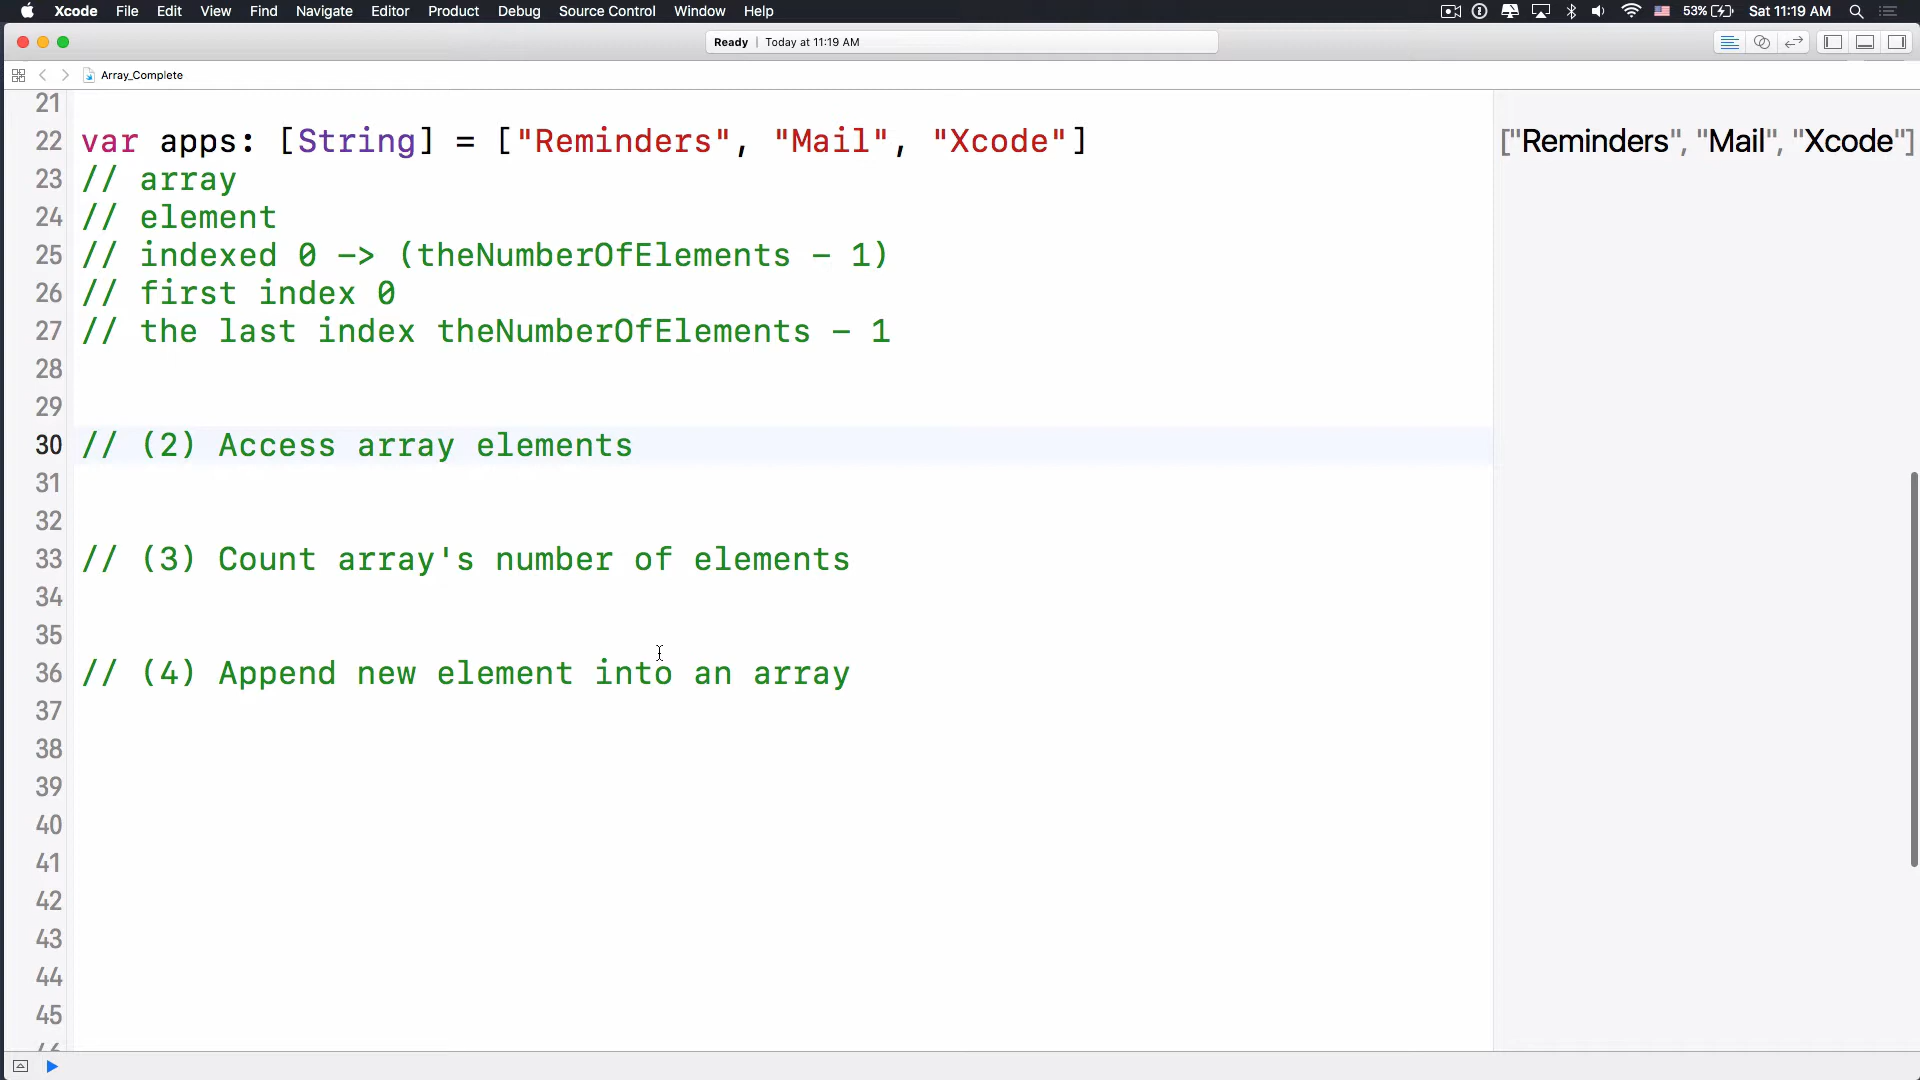 Xcode File Edit View Find Navigate Editor Product Debug Source Control Window Help 53% Sat 11:19 AM
Ready | Today at 11:19 AM
Array_Complete
21
22 var apps: [String] = ["Reminders", "Mail", "Xcode"] ["Reminders", "Mail", "Xcode"]
23 // array
24 // element
25 // indexed 0 -> (theNumberOfElements - 1)
26 // first index 0
27 // the last index theNumberOfElements - 1
28
29
30 // (2) Access array elements
31
32
33 // (3) Count array's number of elements
34
35
36 // (4) Append new element into an array
37
38
39
40
41
42
43
44
45